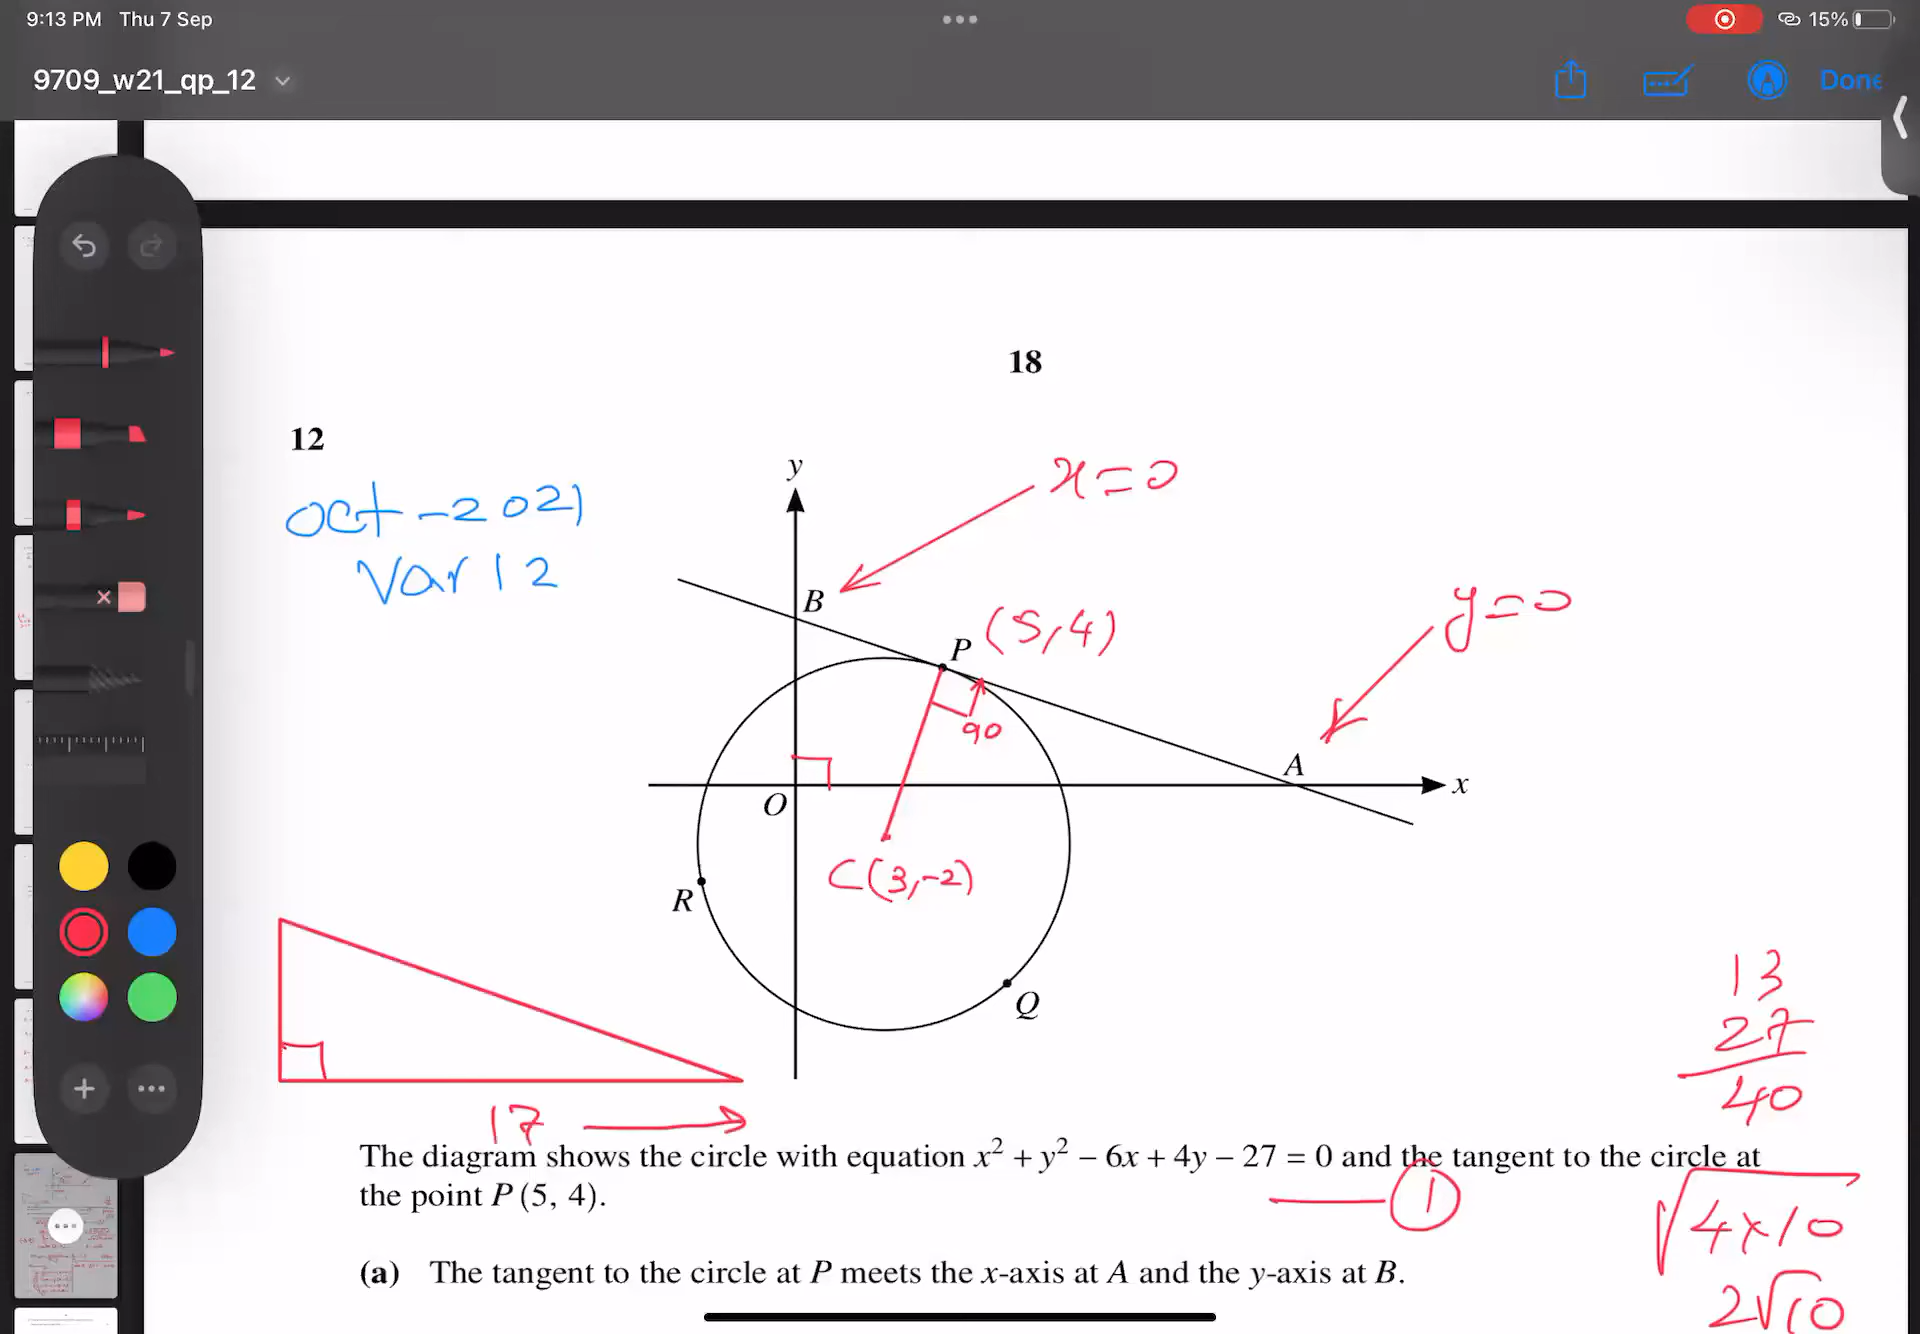 9:13 PM Thu 7 Sep
15%
9709_w21_qp_12
Done
18
12
oct - 2021
Var 12
y
x = 0
B
P (5, 4)
y = 0
90
A
x
O
C(3, -2)
R
Q
13
27
40
17
The diagram shows the circle with equation x² + y² − 6x + 4y − 27 = 0 and the tangent to the circle at
the point P (5, 4).
1
√4×10
(a) The tangent to the circle at P meets the x-axis at A and the y-axis at B.
2√10